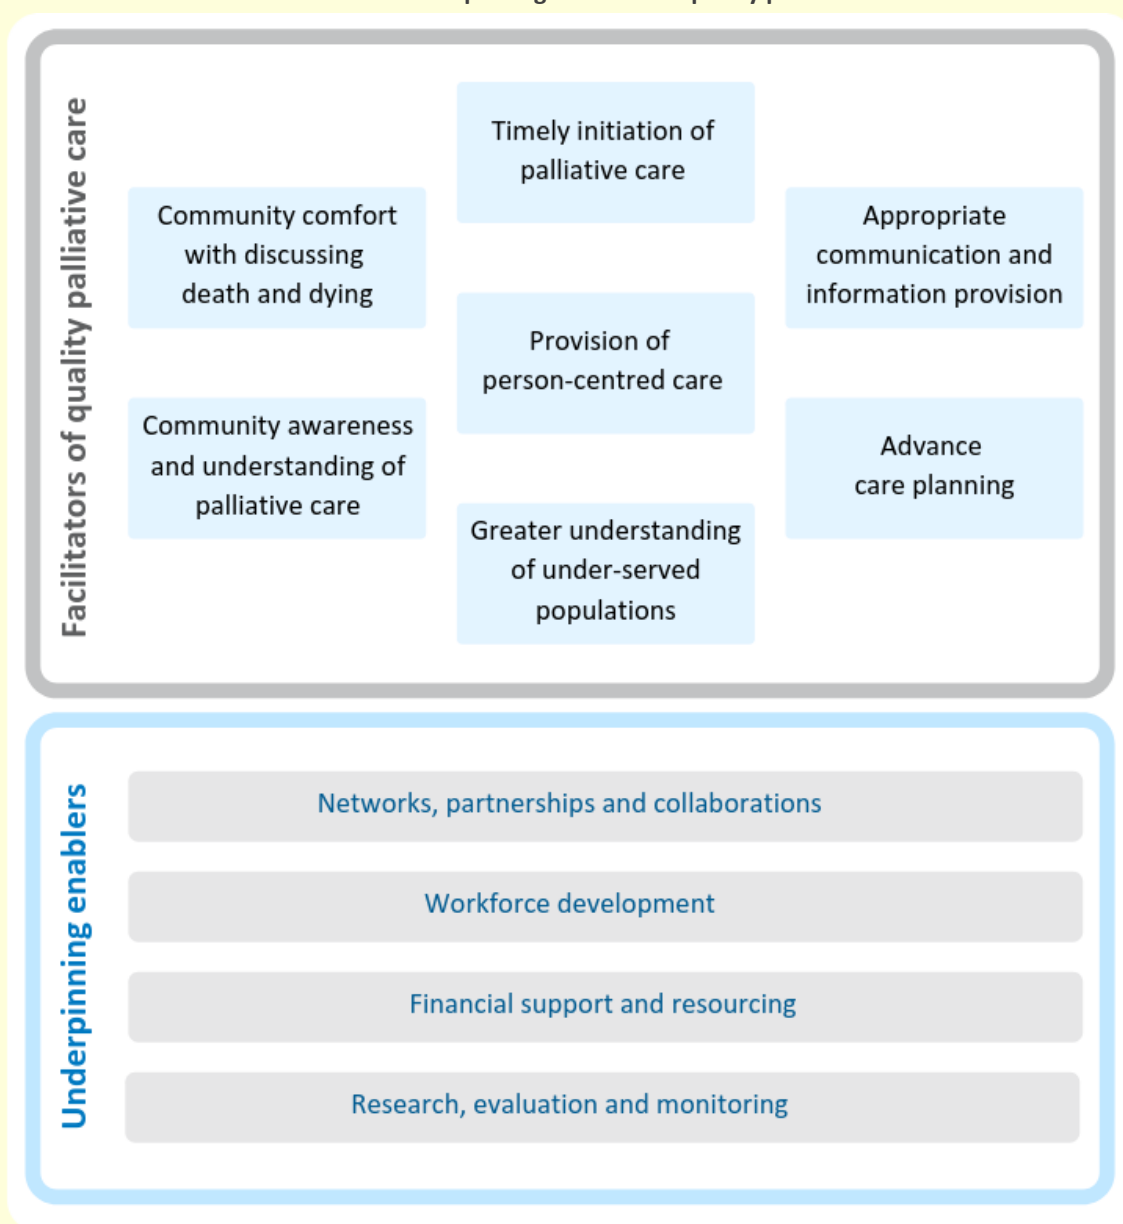 Facilitators of quality palliative care
Timely initiation of
palliative care
Community comfort
with discussing
death and dying
Appropriate
communication and
information provision
Provision of
person-centred care
Community awareness
and understanding of
palliative care
Advance
care planning
Greater understanding
of under-served
populations
Underpinning enablers
Networks, partnerships and collaborations
Workforce development
Financial support and resourcing
Research, evaluation and monitoring